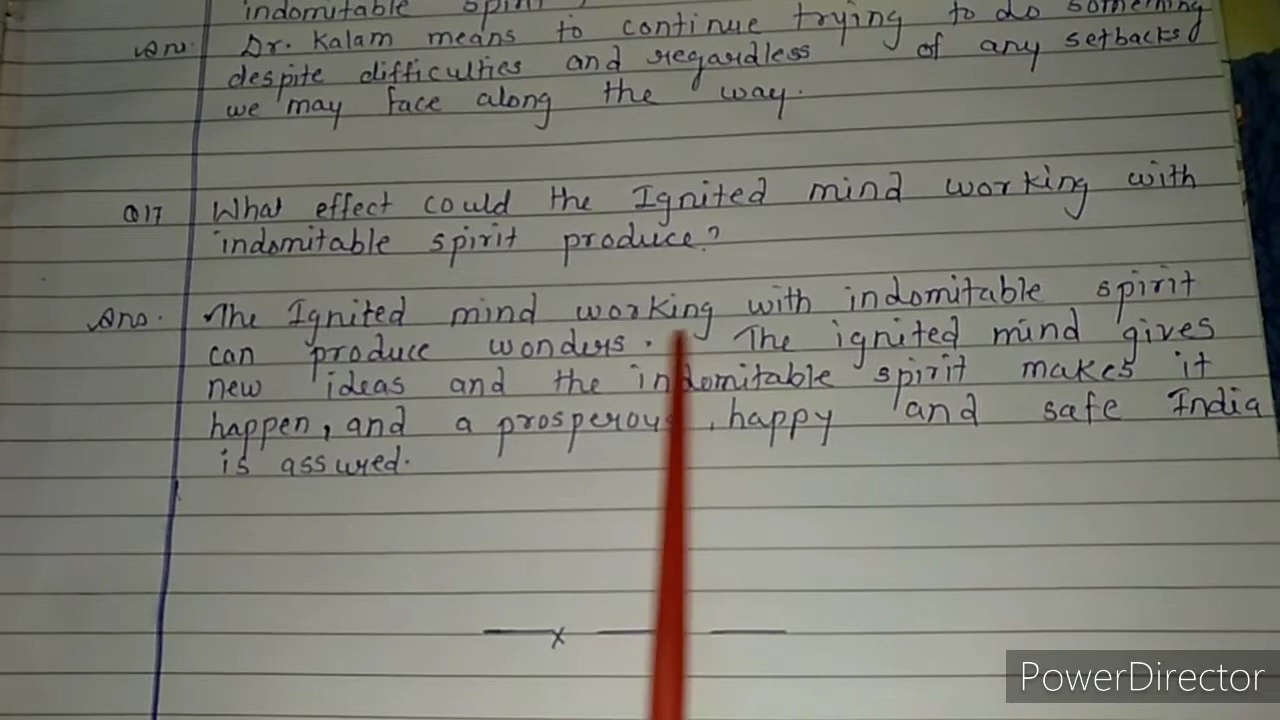 indomitable spirit,
Ans. Dr. Kalam means to continue trying to do something
despite difficulties and regardless of any setbacks
we may face along the way.
Q17 What effect could the Ignited mind working with
indomitable spirit produce?
Ans. The Ignited mind working with indomitable spirit
can produce wonders. The ignited mind gives
new ideas and the indomitable spirit makes it
happen, and a prosperous, happy and safe India
is assured.
x
PowerDirector